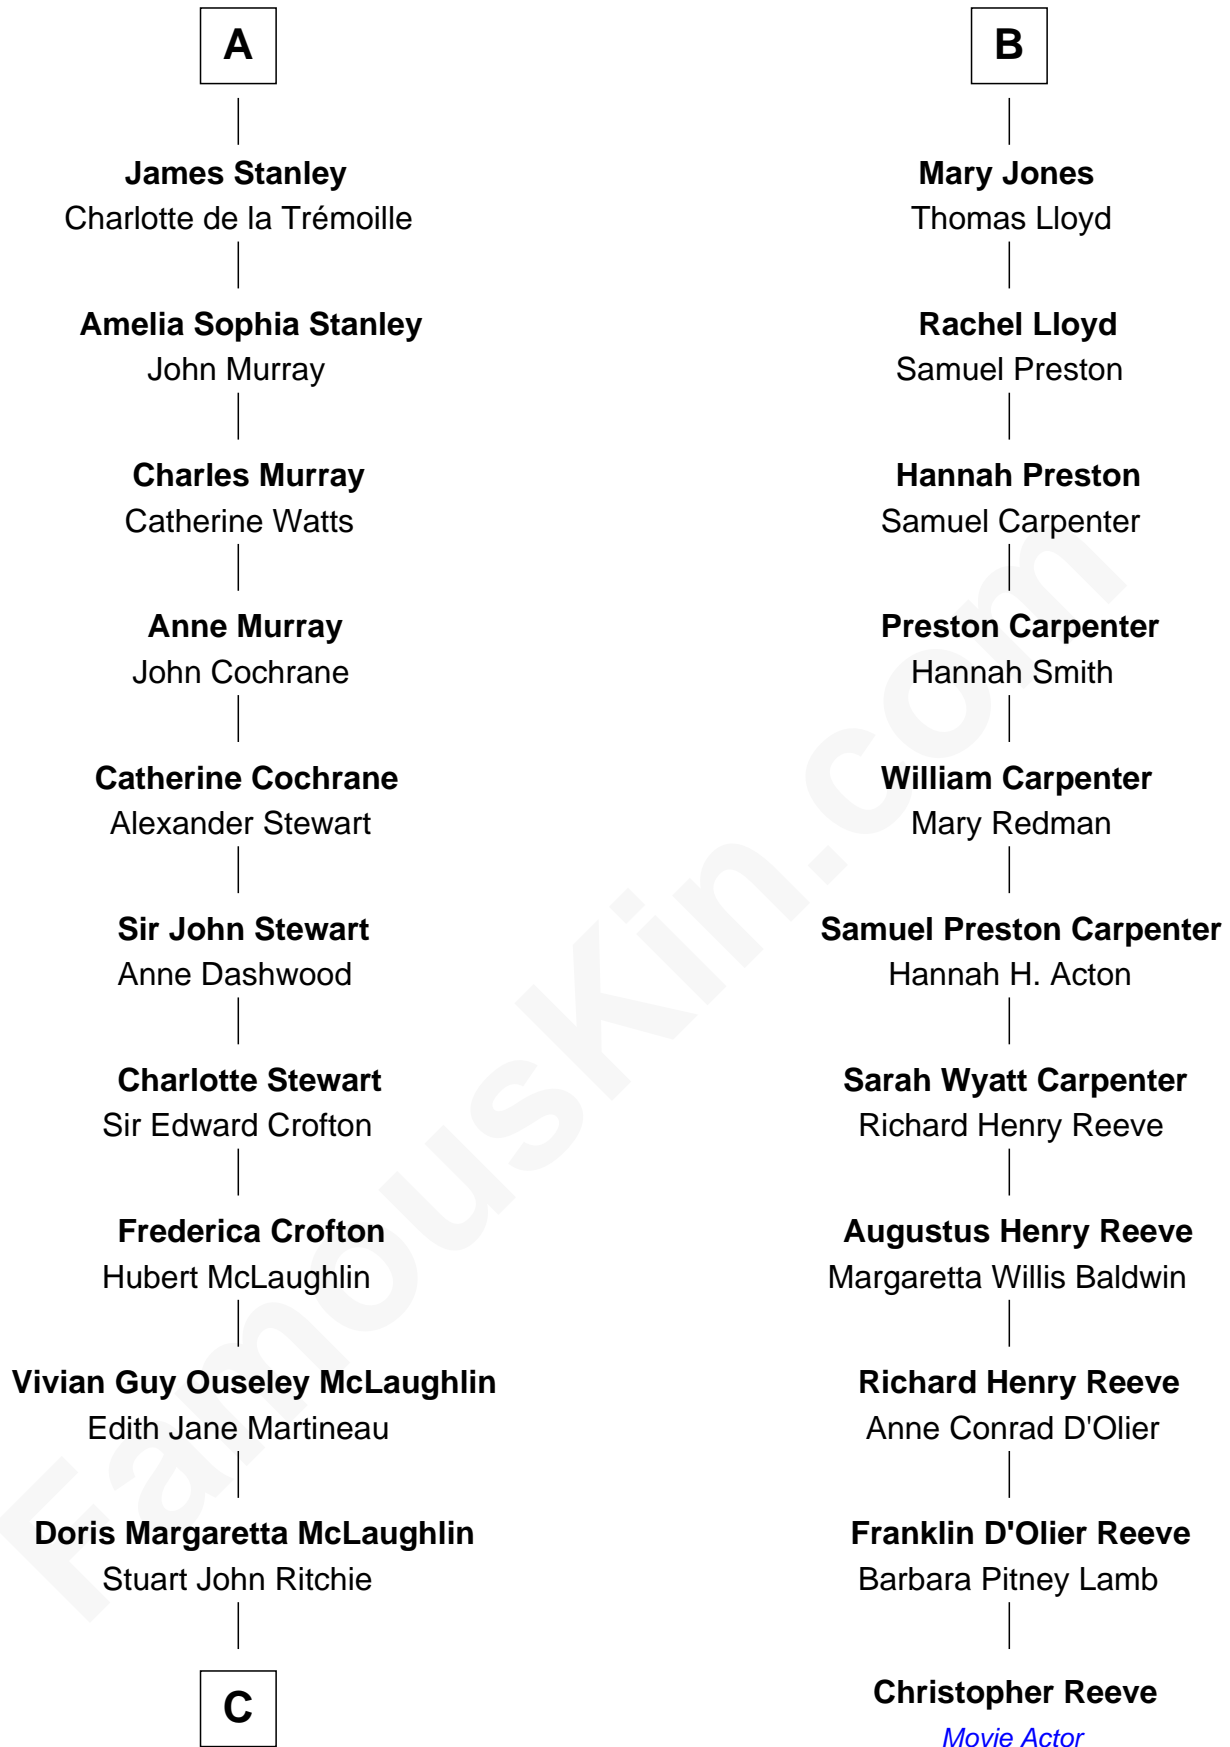 A
James Stanley
Charlotte de la Trémoille
Amelia Sophia Stanley
John Murray
Charles Murray
Catherine Watts
Anne Murray
John Cochrane
Catherine Cochrane
Alexander Stewart
Sir John Stewart
Anne Dashwood
Charlotte Stewart
Sir Edward Crofton
Frederica Crofton
Hubert McLaughlin
Vivian Guy Ouseley McLaughlin
Edith Jane Martineau
Doris Margaretta McLaughlin
Stuart John Ritchie
C
B
Mary Jones
Thomas Lloyd
Rachel Lloyd
Samuel Preston
Hannah Preston
Samuel Carpenter
Preston Carpenter
Hannah Smith
William Carpenter
Mary Redman
Samuel Preston Carpenter
Hannah H. Acton
Sarah Wyatt Carpenter
Richard Henry Reeve
Augustus Henry Reeve
Margaretta Willis Baldwin
Richard Henry Reeve
Anne Conrad D'Olier
Franklin D'Olier Reeve
Barbara Pitney Lamb
Christopher Reeve
Movie Actor
FamousKin.com